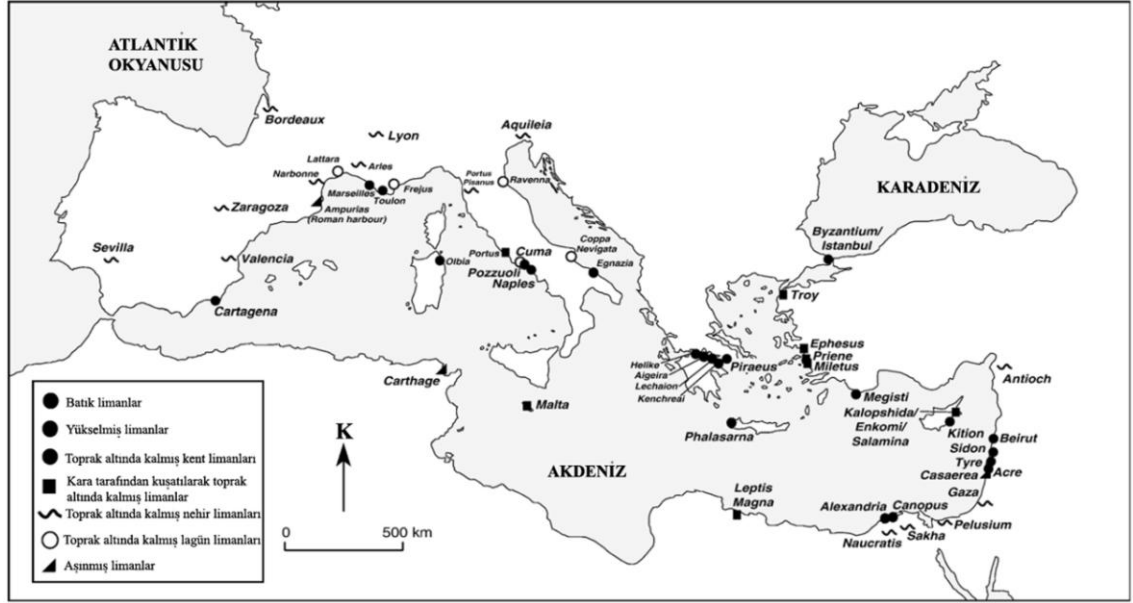 ATLANTİK
OKYANUSU
Bordeaux
Lyon
Aquileia
Lattara
Arles
Narbonne
Marseilles
Toulon
Frejus
Portus
Pisanus
Ravenna
KARADENİZ
Zaragoza
Ampurias
(Roman harbour)
Sevilla
Valencia
Cartagena
Olbia
Portus
Cuma
Pozzuoli
Naples
Coppa
Nevigata
Egnazia
Byzantium/
Istanbul
Troy
Ephesus
Priene
Miletus
Helike
Aigeira
Lechaion
Kenchreal
Piraeus
Carthage
Malta
Phalasarna
Megisti
Kalopshida/
Enkomi/
Salamina
Kition
Antioch
Beirut
Sidon
Tyre
Acre
Casaerea
Gaza
AKDENİZ
Leptis
Magna
Alexandria
Canopus
Naucratis
Sakha
Pelusium
Batık limanlar
Yükselmiş limanlar
Toprak altında kalmış kent limanları
Kara tarafından kuşatılarak toprak
altında kalmış limanlar
Toprak altında kalmış nehir limanları
Toprak altında kalmış lagün limanları
Aşınmış limanlar
K
0 500 km